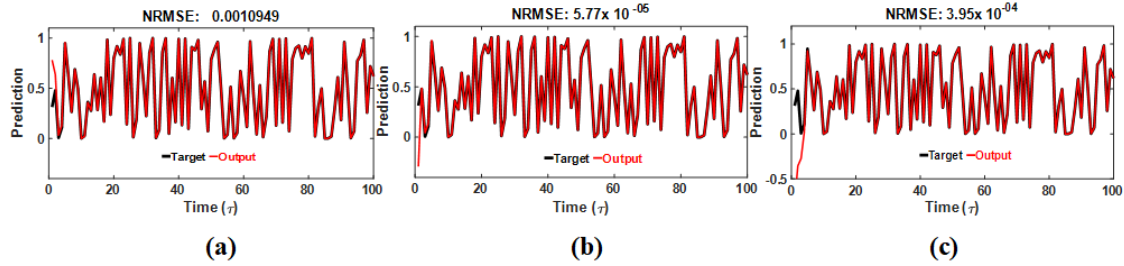 NRMSE: 0.0010949
1
0.5
0
Prediction
Target Output
0 20 40 60 80 100
Time (τ)
(a)
NRMSE: 5.77x 10 -05
1
0.5
0
Prediction
Target Output
0 20 40 60 80 100
Time (τ)
(b)
NRMSE: 3.95x 10 -04
1
0.5
0
-0.5
Prediction
Target Output
0 20 40 60 80 100
Time (τ)
(c)